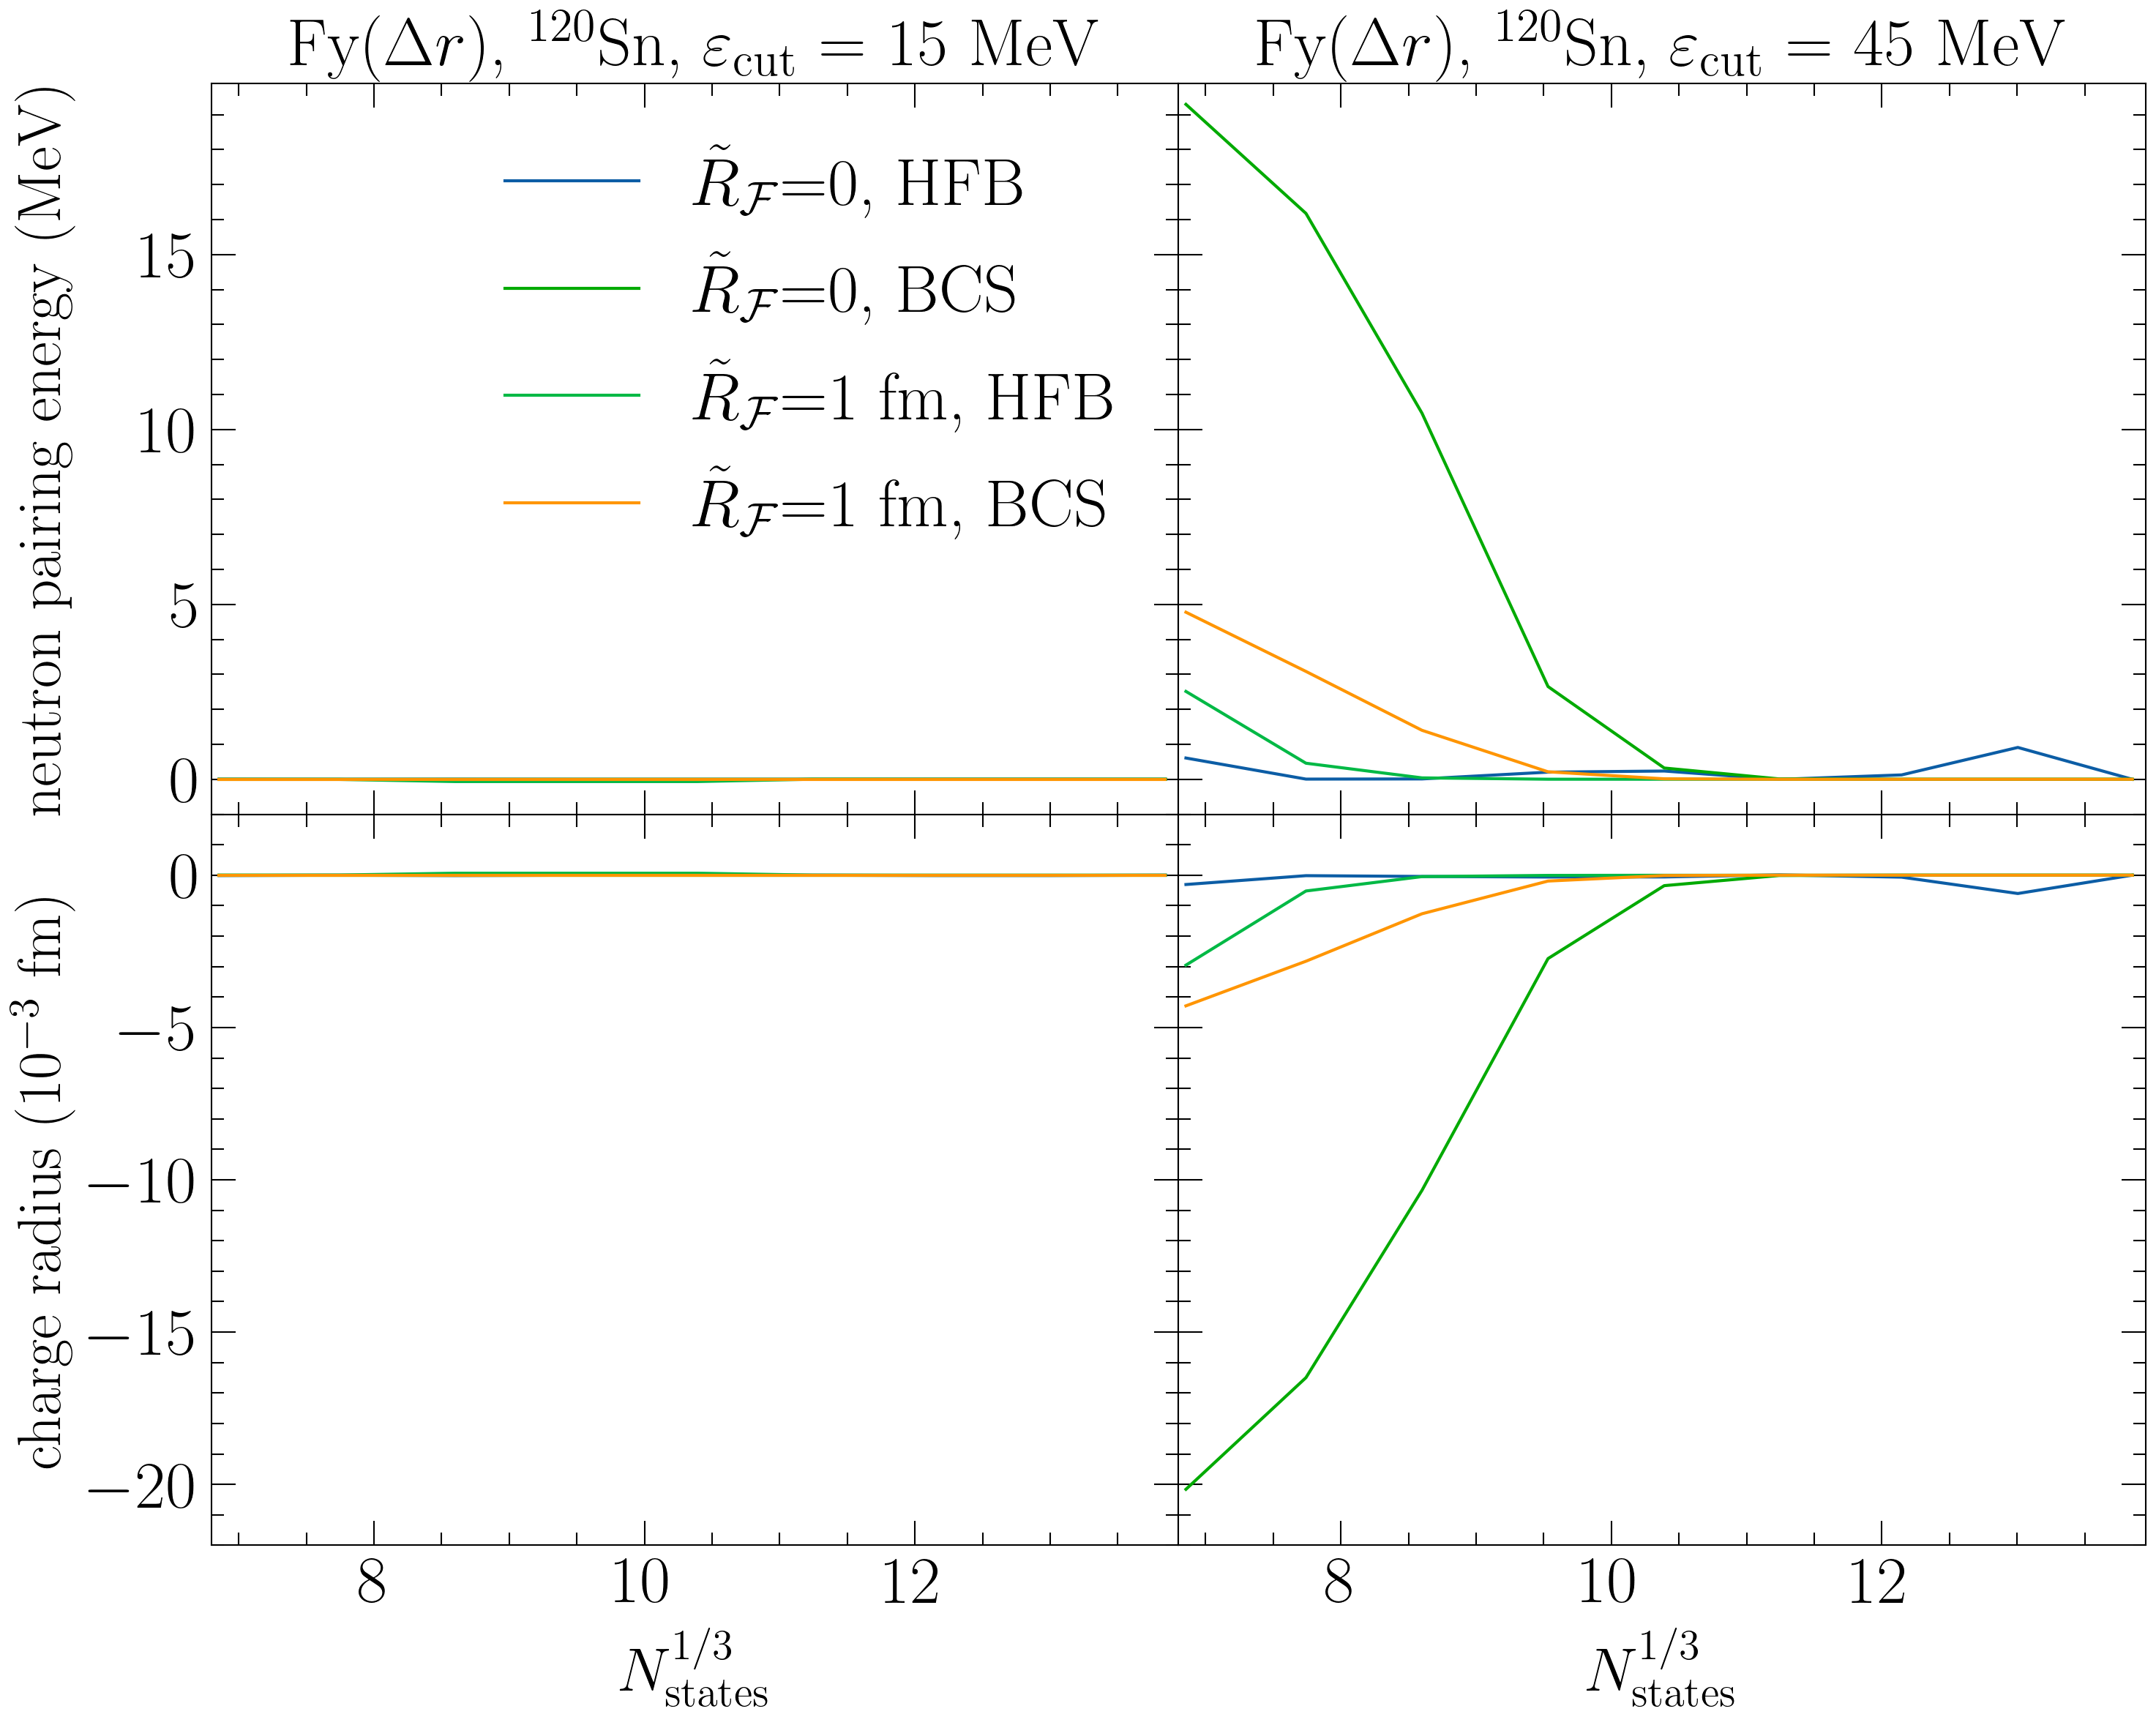 Fy(Δr), ¹²⁰Sn, ε_cut = 15 MeV
Fy(Δr), ¹²⁰Sn, ε_cut = 45 MeV
neutron pairing energy (MeV)
15
10
5
0
R̃_ℱ=0, HFB
R̃_ℱ=0, BCS
R̃_ℱ=1 fm, HFB
R̃_ℱ=1 fm, BCS
charge radius (10⁻³ fm)
0
−5
−10
−15
−20
8 10 12
8 10 12
N_states^1/3
N_states^1/3